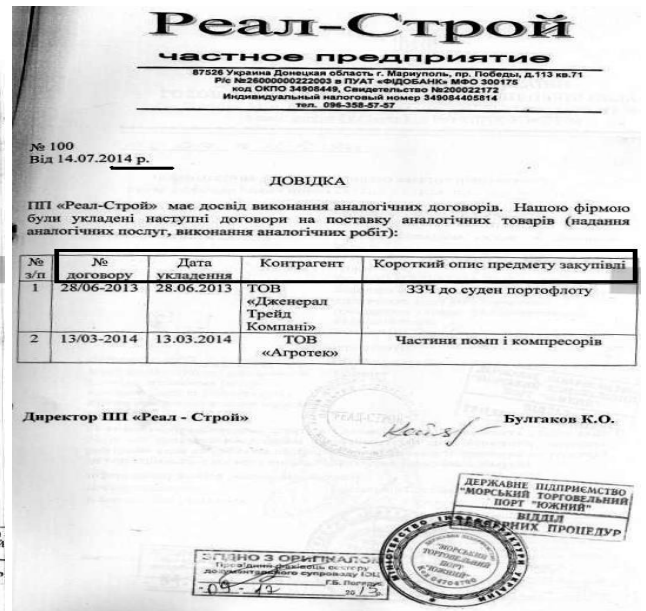 Реал-Строй
частное предприятие
87526 Украина Донецкая область г. Мариуполь, пр. Победы, д.113 кв.71
Р/с №26000000222003 в ПУАТ «ФІДОБАНК» МФО 300175
код ОКПО 34908449, Свидетельство №200022172
Индивидуальный налоговый номер 349084405814
тел. 096-358-57-57
№ 100
Від 14.07.2014 р.
ДОВІДКА
ПП «Реал-Строй» має досвід виконання аналогічних договорів. Нашою фірмою
були укладені наступні договори на поставку аналогічних товарів (надання
аналогічних послуг, виконання аналогічних робіт):
№ з/п № договору Дата укладення Контрагент Короткий опис предмету закупівлі
1 28/06-2013 28.06.2013 ТОВ «Дженерал Трейд Компані» ЗЗЧ до суден портофлоту
2 13/03-2014 13.03.2014 ТОВ «Агротек» Частини помп і компресорів
Директор ПП «Реал - Строй» Булгаков К.О.
ДЕРЖАВНЕ ПІДПРИЄМСТВО
"МОРСЬКИЙ ТОРГОВЕЛЬНИЙ
ПОРТ "ЮЖНИЙ"
ВІДДІЛ
ПРОЦЕДУР
"МОРСЬКИЙ
ТОРГОВЕЛЬНИЙ
ПОРТ
"ЮЖНИЙ"
ЗГІДНО З ОРИГІНАЛОМ